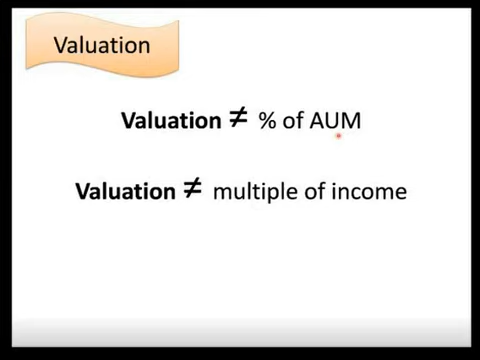 Valuation
Valuation ≠ % of AUM
Valuation ≠ multiple of income